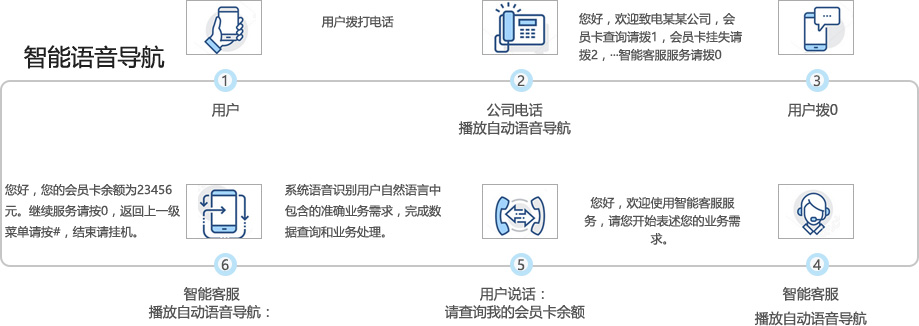 智能语音导航
用户拨打电话
您好，欢迎致电某某公司，会
员卡查询请拨1，会员卡挂失请
拨2，···智能客服服务请拨0
1
2
3
用户
公司电话
播放自动语音导航
用户拨0
您好，您的会员卡余额为23456
元。继续服务请按0，返回上一级
菜单请按#，结束请挂机。
系统语音识别用户自然语言中
包含的准确业务需求，完成数
据查询和业务处理。
您好，欢迎使用智能客服服
务，请您开始表述您的业务需
求。
6
5
4
智能客服
播放自动语音导航：
用户说话：
请查询我的会员卡余额
智能客服
播放自动语音导航